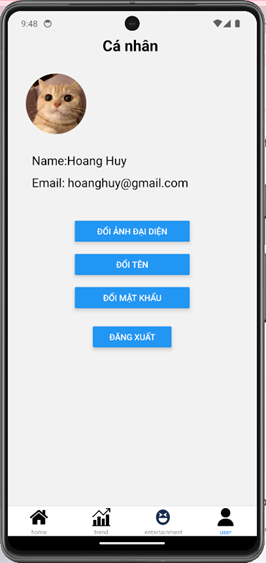 9:48
Cá nhân
Name:Hoang Huy
Email: hoanghuy@gmail.com
ĐỔI ẢNH ĐẠI DIỆN
ĐỔI TÊN
ĐỔI MẬT KHẨU
ĐĂNG XUẤT
home trend entertainment user